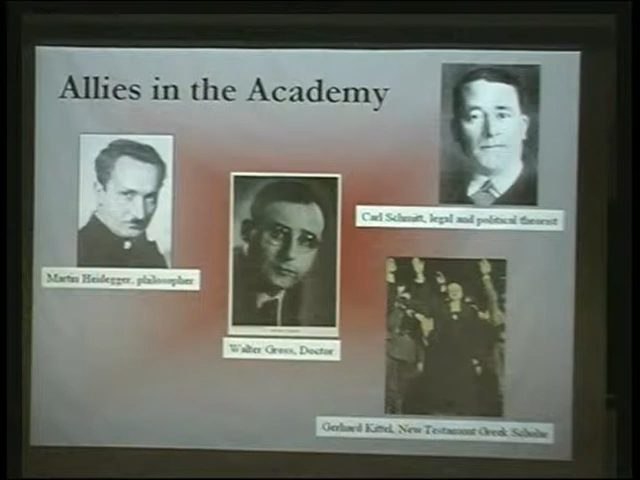 Allies in the Academy
Carl Schmitt, legal and political theorist
Martin Heidegger, philosopher
Walter Gross, Doctor
Gerhard Kittel, New Testament Greek Scholar